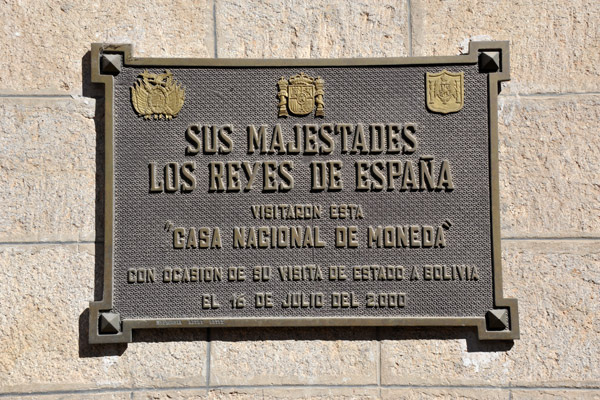 SUS MAJESTADES
LOS REYES DE ESPAÑA
VISITARON ESTA
"CASA NACIONAL DE MONEDA"
CON OCASION DE SU VISITA DE ESTADO A BOLIVIA
EL 16 DE JULIO DEL 2.000